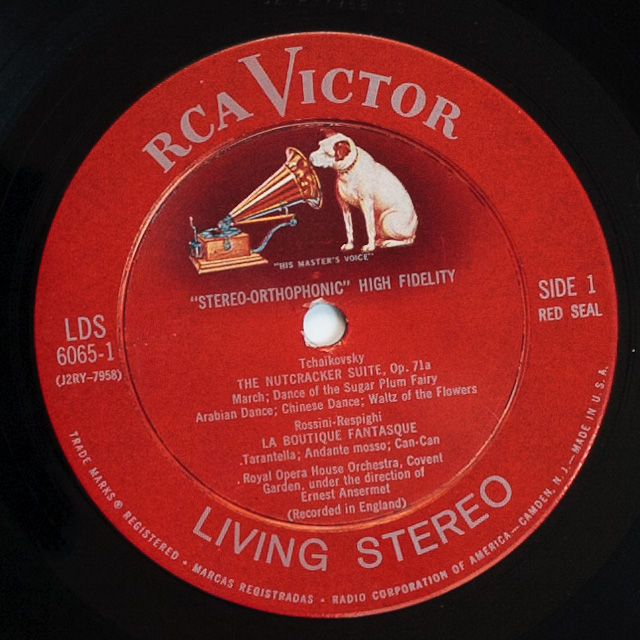 RCA VICTOR
"HIS MASTER'S VOICE"
"STEREO-ORTHOPHONIC" HIGH FIDELITY
SIDE 1
RED SEAL
LDS
6065-1
(J2RY-7958)
Tchaikovsky
THE NUTCRACKER SUITE, Op. 71a
March; Dance of the Sugar Plum Fairy
Arabian Dance; Chinese Dance; Waltz of the Flowers
Rossini-Respighi
LA BOUTIQUE FANTASQUE
Tarantella; Andante mosso; Can-Can
Royal Opera House Orchestra, Covent
Garden, under the direction of
Ernest Ansermet
(Recorded in England)
LIVING STEREO
TRADE MARKS ® REGISTERED • MARCAS REGISTRADAS • RADIO CORPORATION OF AMERICA—CAMDEN, N.J.—MADE IN U.S.A.